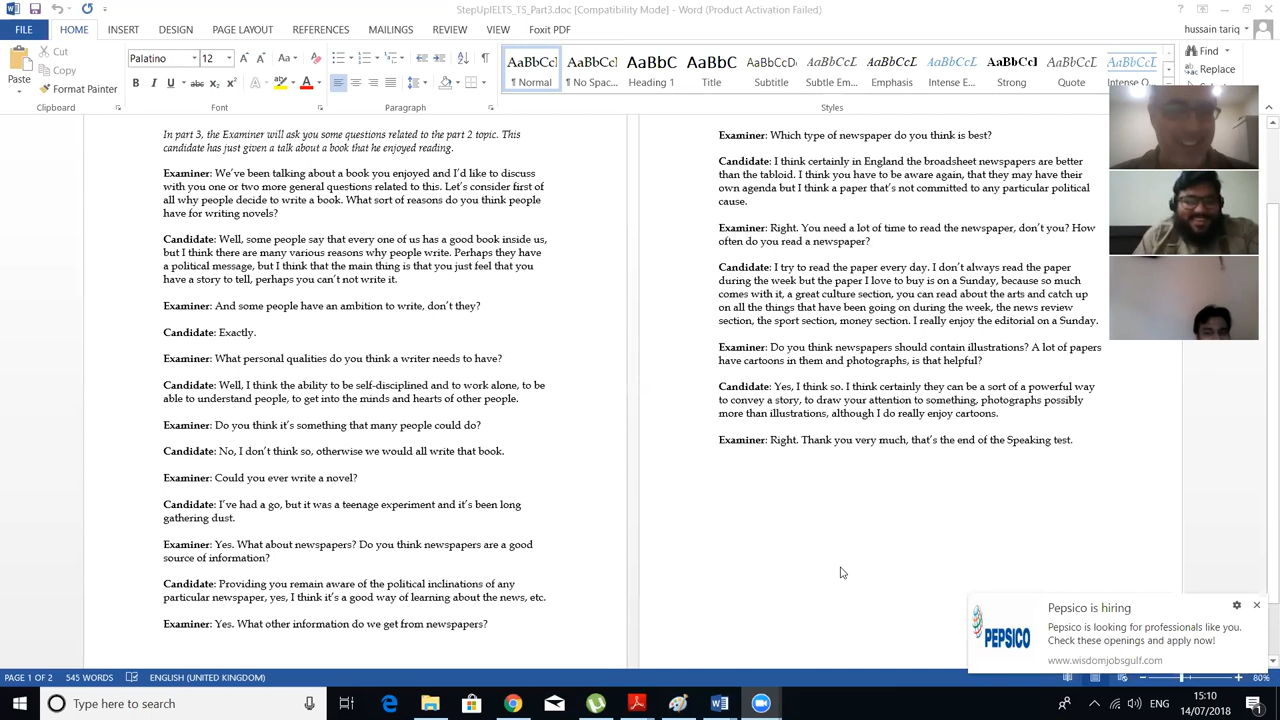 StepUpIELTS_TS_Part3.doc [Compatibility Mode] - Word (Product Activation Failed)
FILE HOME INSERT DESIGN PAGE LAYOUT REFERENCES MAILINGS REVIEW VIEW Foxit PDF
hussain tariq
Cut
Copy
Format Painter
Paste
Clipboard
Palatino 12
Font
Paragraph
AaBbCcI AaBbCcI AaBbC AaBbC AaBbCcDc AaBbCcI AaBbCcI AaBbCcI AaBbCcI AaBbCcI AaBbCcI
¶ Normal ¶ No Spac... Heading 1 Title Subtitle Subtle Em... Emphasis Intense E... Strong Quote Intense Q...
Styles
Find
Replace
In part 3, the Examiner will ask you some questions related to the part 2 topic. This
candidate has just given a talk about a book that he enjoyed reading.
Examiner: We've been talking about a book you enjoyed and I'd like to discuss
with you one or two more general questions related to this. Let's consider first of
all why people decide to write a book. What sort of reasons do you think people
have for writing novels?
Candidate: Well, some people say that every one of us has a good book inside us,
but I think there are many various reasons why people write. Perhaps they have
a political message, but I think that the main thing is that you just feel that you
have a story to tell, perhaps you can't not write it.
Examiner: And some people have an ambition to write, don't they?
Candidate: Exactly.
Examiner: What personal qualities do you think a writer needs to have?
Candidate: Well, I think the ability to be self-disciplined and to work alone, to be
able to understand people, to get into the minds and hearts of other people.
Examiner: Do you think it's something that many people could do?
Candidate: No, I don't think so, otherwise we would all write that book.
Examiner: Could you ever write a novel?
Candidate: I've had a go, but it was a teenage experiment and it's been long
gathering dust.
Examiner: Yes. What about newspapers? Do you think newspapers are a good
source of information?
Candidate: Providing you remain aware of the political inclinations of any
particular newspaper, yes, I think it's a good way of learning about the news, etc.
Examiner: Yes. What other information do we get from newspapers?
Examiner: Which type of newspaper do you think is best?
Candidate: I think certainly in England the broadsheet newspapers are better
than the tabloid. I think you have to be aware again, that they may have their
own agenda but I think a paper that's not committed to any particular political
cause.
Examiner: Right. You need a lot of time to read the newspaper, don't you? How
often do you read a newspaper?
Candidate: I try to read the paper every day. I don't always read the paper
during the week but the paper I love to buy is on a Sunday, because so much
comes with it, a great culture section, you can read about the arts and catch up
on all the things that have been going on during the week, the news review
section, the sport section, money section. I really enjoy the editorial on a Sunday.
Examiner: Do you think newspapers should contain illustrations? A lot of papers
have cartoons in them and photographs, is that helpful?
Candidate: Yes, I think so. I think certainly they can be a sort of a powerful way
to convey a story, to draw your attention to something, photographs possibly
more than illustrations, although I do really enjoy cartoons.
Examiner: Right. Thank you very much, that's the end of the Speaking test.
Pepsico is hiring
Pepsico is looking for professionals like you.
Check these openings and apply now!
www.wisdomjobsgulf.com
PEPSICO
PAGE 1 OF 2 545 WORDS ENGLISH (UNITED KINGDOM)
80%
Type here to search
ENG
15:10
14/07/2018
1